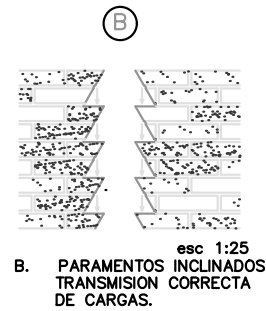 B
esc 1:25
B. PARAMENTOS INCLINADOS
TRANSMISION CORRECTA
DE CARGAS.